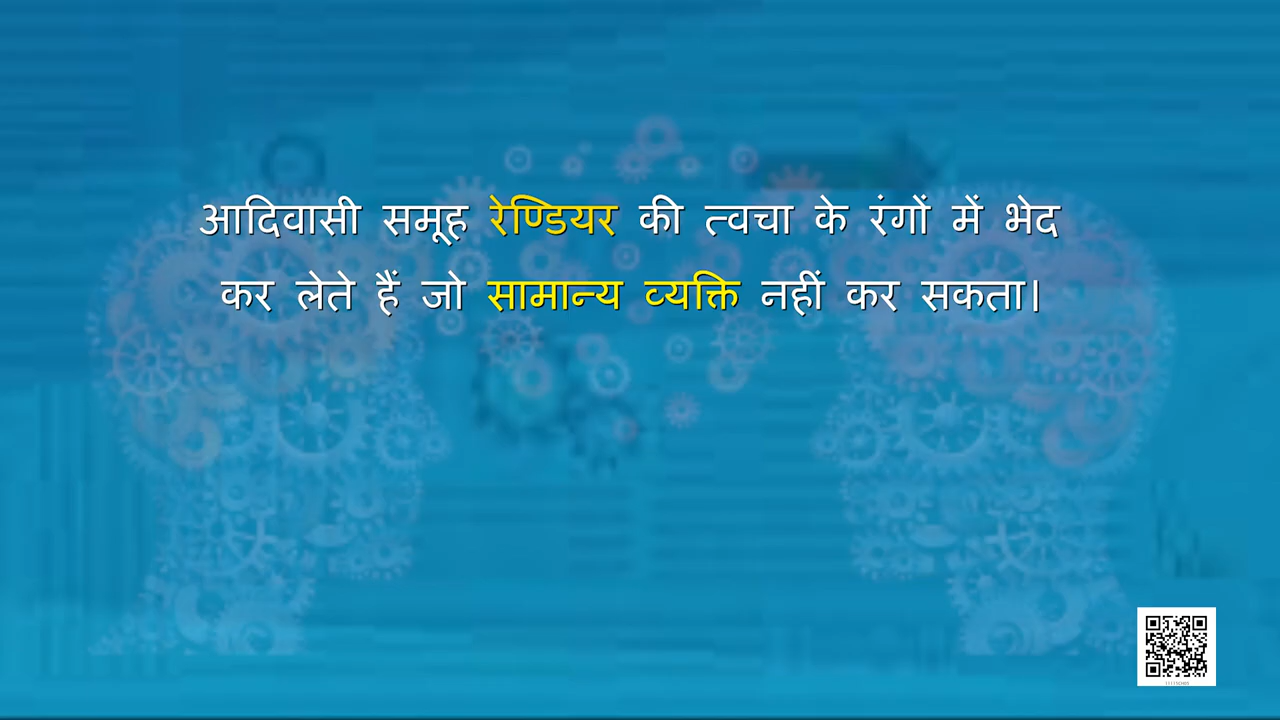 आदिवासी समूह रेण्डियर की त्वचा के रंगों में भेद
कर लेते हैं जो सामान्य व्यक्ति नहीं कर सकता।